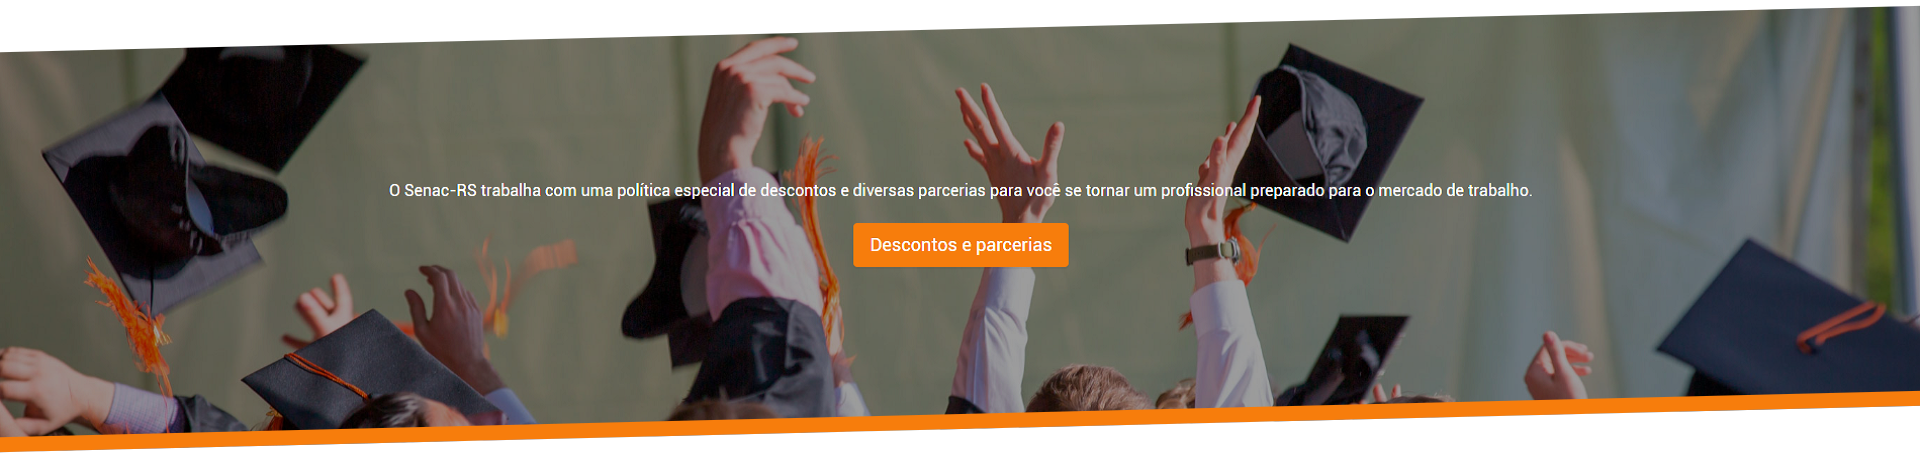 O Senac-RS trabalha com uma política especial de descontos e diversas parcerias para você se tornar um profissional preparado para o mercado de trabalho.
Descontos e parcerias